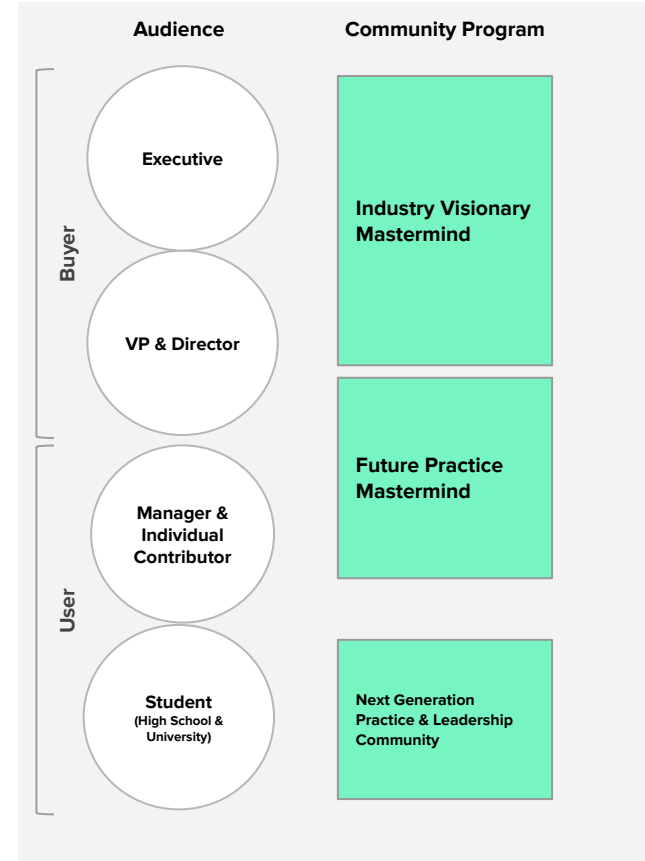 Audience
Community Program
Buyer
Executive
Industry Visionary
Mastermind
VP & Director
User
Manager &
Individual
Contributor
Future Practice
Mastermind
Student
(High School &
University)
Next Generation
Practice & Leadership
Community